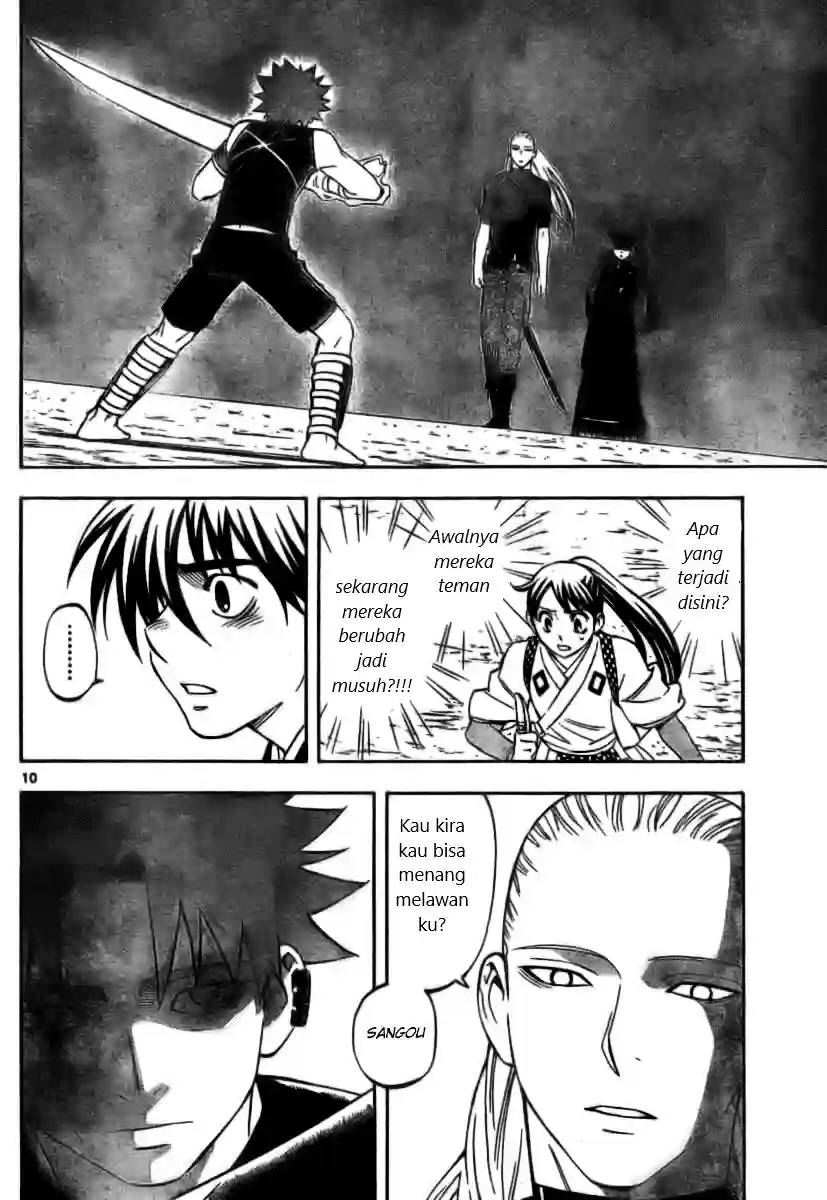 Apa
yang
terjadi
disini?
Awalnya
mereka
teman
sekarang
mereka
berubah
jadi
musuh?!!!
.........
10
Kau kira
kau bisa
menang
melawan
ku?
SANGOU